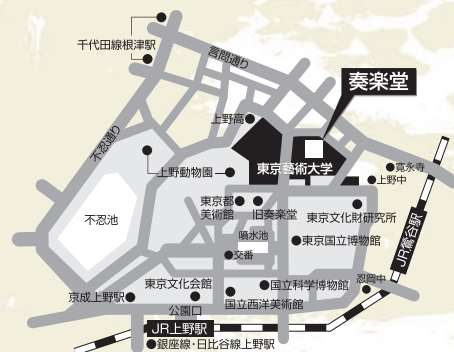 千代田線根津駅
言問通り
奏楽堂
不忍通り
上野高
上野動物園
東京藝術大学
寛永寺
上野中
東京都
美術館
旧奏楽堂
東京文化財研究所
不忍池
噴水池
東京国立博物館
JR鶯谷駅
交番
東京文化会館
国立科学博物館
忍岡中
京成上野駅
公園口
国立西洋美術館
JR上野駅
銀座線・日比谷線上野駅